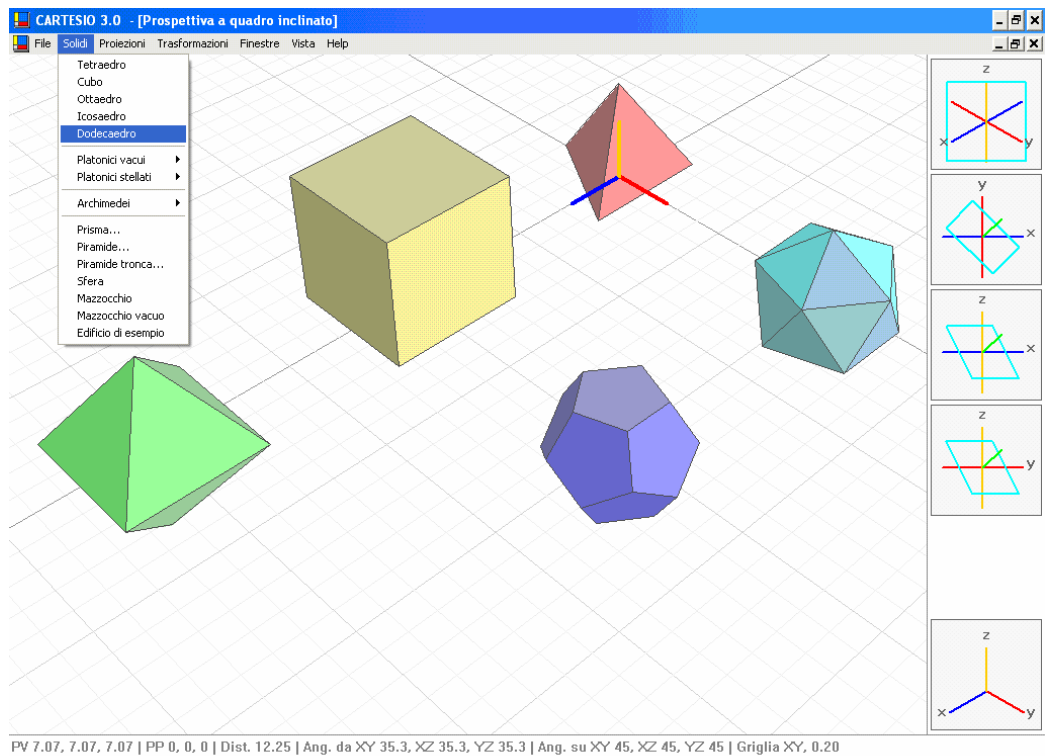 CARTESIO 3.0 - [Prospettiva a quadro inclinato]
File Solidi Proiezioni Trasformazioni Finestre Vista Help
Tetraedro
Cubo
Ottaedro
Icosaedro
Dodecaedro
Platonici vacui
Platonici stellati
Archimedei
Prisma...
Piramide...
Piramide tronca...
Sfera
Mazzocchio
Mazzocchio vacuo
Edificio di esempio
z
x y
y
x
z
x
z
y
z
x y
PV 7.07, 7.07, 7.07 | PP 0, 0, 0 | Dist. 12.25 | Ang. da XY 35.3, XZ 35.3, YZ 35.3 | Ang. su XY 45, XZ 45, YZ 45 | Griglia XY, 0.20